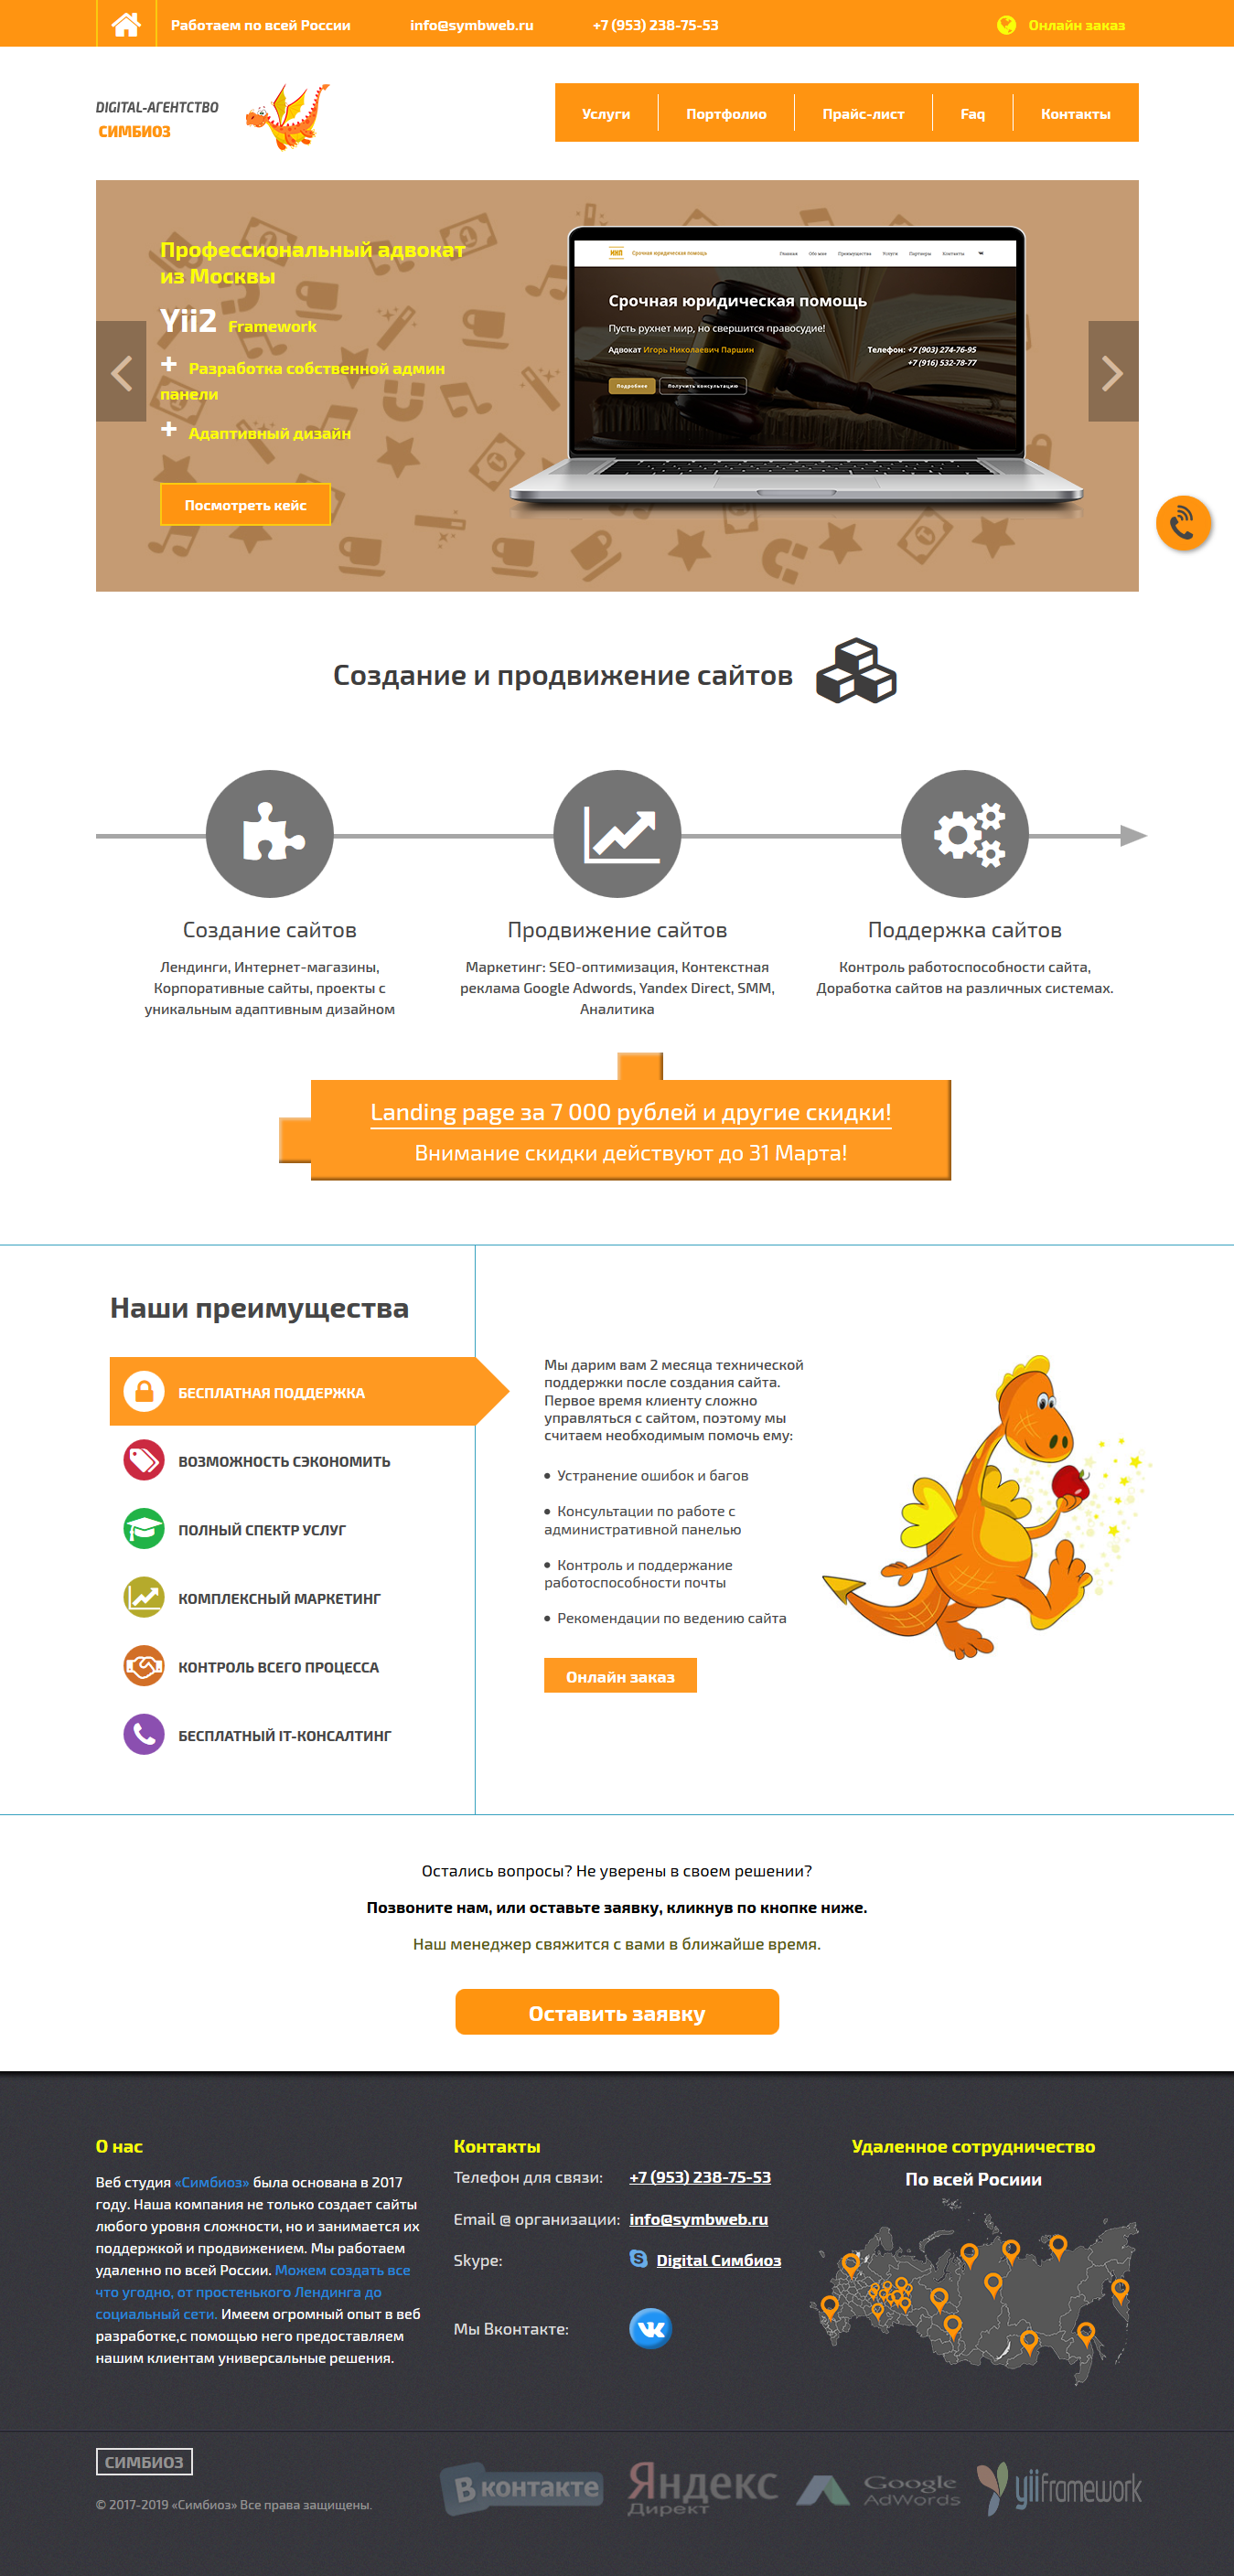 Работаем по всей России
info@symbweb.ru
+7 (953) 238-75-53
Онлайн заказ
DIGITAL-АГЕНТСТВО
СИМБИОЗ
Услуги
Портфолио
Прайс-лист
Faq
Контакты
Профессиональный адвокат
из Москвы
Yii2 Framework
Разработка собственной админ
панели
Адаптивный дизайн
Посмотреть кейс
Срочная юридическая помощь
Главная
Обо мне
Преимущества
Услуги
Партнеры
Контакты
Срочная юридическая помощь
Пусть рухнет мир, но свершится правосудие!
Адвокат Игорь Николаевич Паршин
Телефон: +7 (903) 274-76-95
+7 (916) 532-78-77
Подробнее
Получить консультацию
Создание и продвижение сайтов
Создание сайтов
Лендинги, Интернет-магазины,
Корпоративные сайты, проекты с
уникальным адаптивным дизайном
Продвижение сайтов
Маркетинг: SEO-оптимизация, Контекстная
реклама Google Adwords, Yandex Direct, SMM,
Аналитика
Поддержка сайтов
Контроль работоспособности сайта,
Доработка сайтов на различных системах.
Landing page за 7 000 рублей и другие скидки!
Внимание скидки действуют до 31 Марта!
Наши преимущества
БЕСПЛАТНАЯ ПОДДЕРЖКА
ВОЗМОЖНОСТЬ СЭКОНОМИТЬ
ПОЛНЫЙ СПЕКТР УСЛУГ
КОМПЛЕКСНЫЙ МАРКЕТИНГ
КОНТРОЛЬ ВСЕГО ПРОЦЕССА
БЕСПЛАТНЫЙ IT-КОНСАЛТИНГ
Мы дарим вам 2 месяца технической
поддержки после создания сайта.
Первое время клиенту сложно
управляться с сайтом, поэтому мы
считаем необходимым помочь ему:
• Устранение ошибок и багов
• Консультации по работе с
административной панелью
• Контроль и поддержание
работоспособности почты
• Рекомендации по ведению сайта
Онлайн заказ
Остались вопросы? Не уверены в своем решении?
Позвоните нам, или оставьте заявку, кликнув по кнопке ниже.
Наш менеджер свяжится с вами в ближайше время.
Оставить заявку
О нас
Веб студия «Симбиоз» была основана в 2017
году. Наша компания не только создает сайты
любого уровня сложности, но и занимается их
поддержкой и продвижением. Мы работаем
удаленно по всей России. Можем создать все
что угодно, от простенького Лендинга до
социальный сети. Имеем огромный опыт в веб
разработке,с помощью него предоставляем
нашим клиентам универсальные решения.
Контакты
Телефон для связи: +7 (953) 238-75-53
Email @ организации: info@symbweb.ru
Skype: Digital Симбиоз
Мы Вконтакте:
Удаленное сотрудничество
По всей Росиии
СИМБИОЗ
© 2017-2019 «Симбиоз» Все права защищены.
В контакте
Яндекс
Директ
Google
AdWords
yiiframework